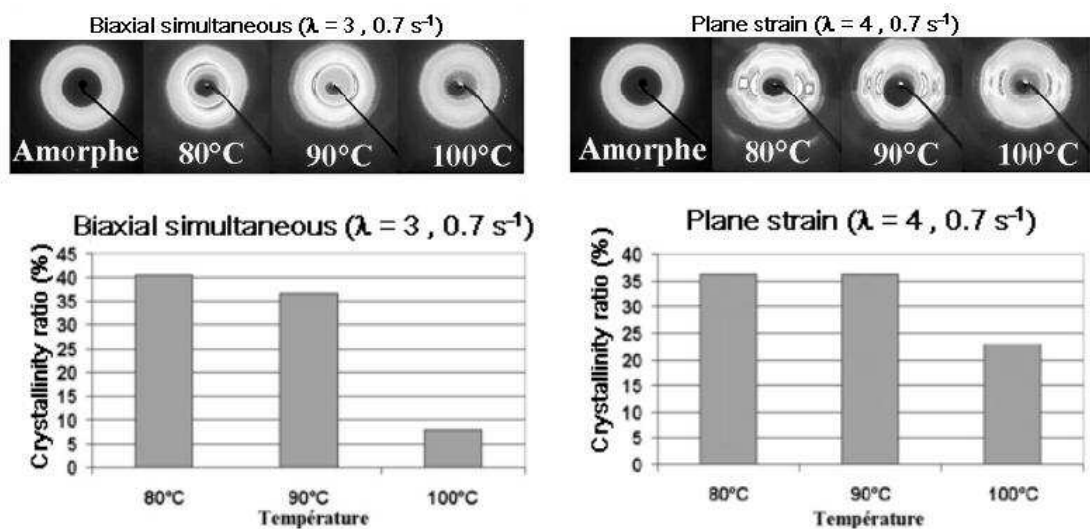 Biaxial simultaneous (λ = 3 , 0.7 s⁻¹)
Amorphe 80°C 90°C 100°C
Plane strain (λ = 4 , 0.7 s⁻¹)
Amorphe 80°C 90°C 100°C
Biaxial simultaneous (λ = 3 , 0.7 s⁻¹)
Crystallinity ratio (%)
45
40
35
30
25
20
15
10
5
0
80°C 90°C 100°C
Température
Plane strain (λ = 4 , 0.7 s⁻¹)
Crystallinity ratio (%)
40
35
30
25
20
15
10
5
0
80°C 90°C 100°C
Température